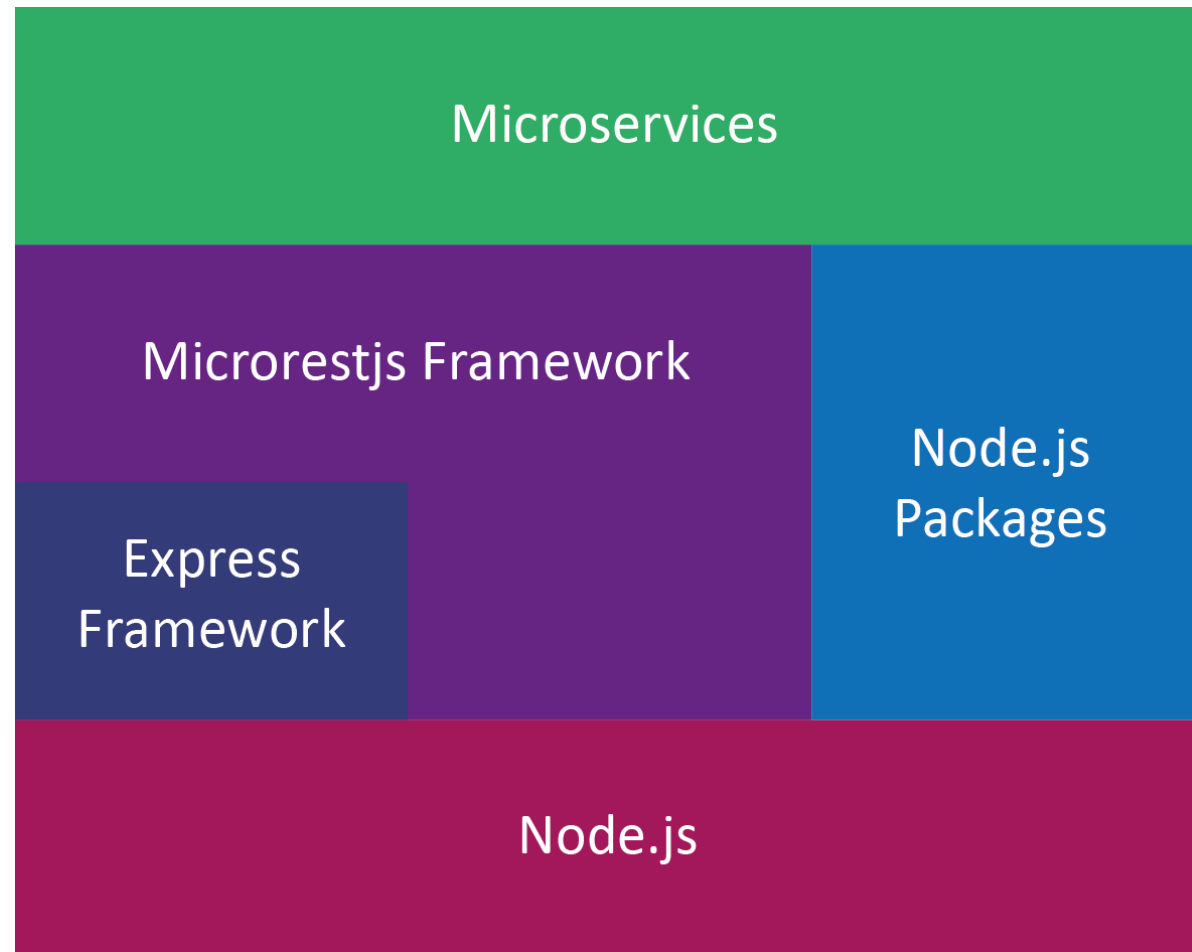 Microservices
Microrestjs Framework
Node.js
Packages
Express
Framework
Node.js